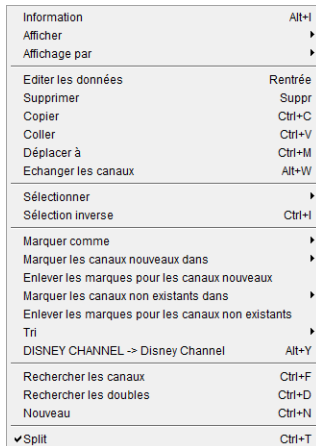 Information Alt+I
Afficher
Affichage par
Editer les données Rentrée
Supprimer Suppr
Copier Ctrl+C
Coller Ctrl+V
Déplacer à Ctrl+M
Echanger les canaux Alt+W
Sélectionner
Sélection inverse Ctrl+I
Marquer comme
Marquer les canaux nouveaux dans
Enlever les marques pour les canaux nouveaux
Marquer les canaux non existants dans
Enlever les marques pour les canaux non existants
Tri
DISNEY CHANNEL -> Disney Channel Alt+Y
Rechercher les canaux Ctrl+F
Rechercher les doubles Ctrl+D
Nouveau Ctrl+N
✔Split Ctrl+T